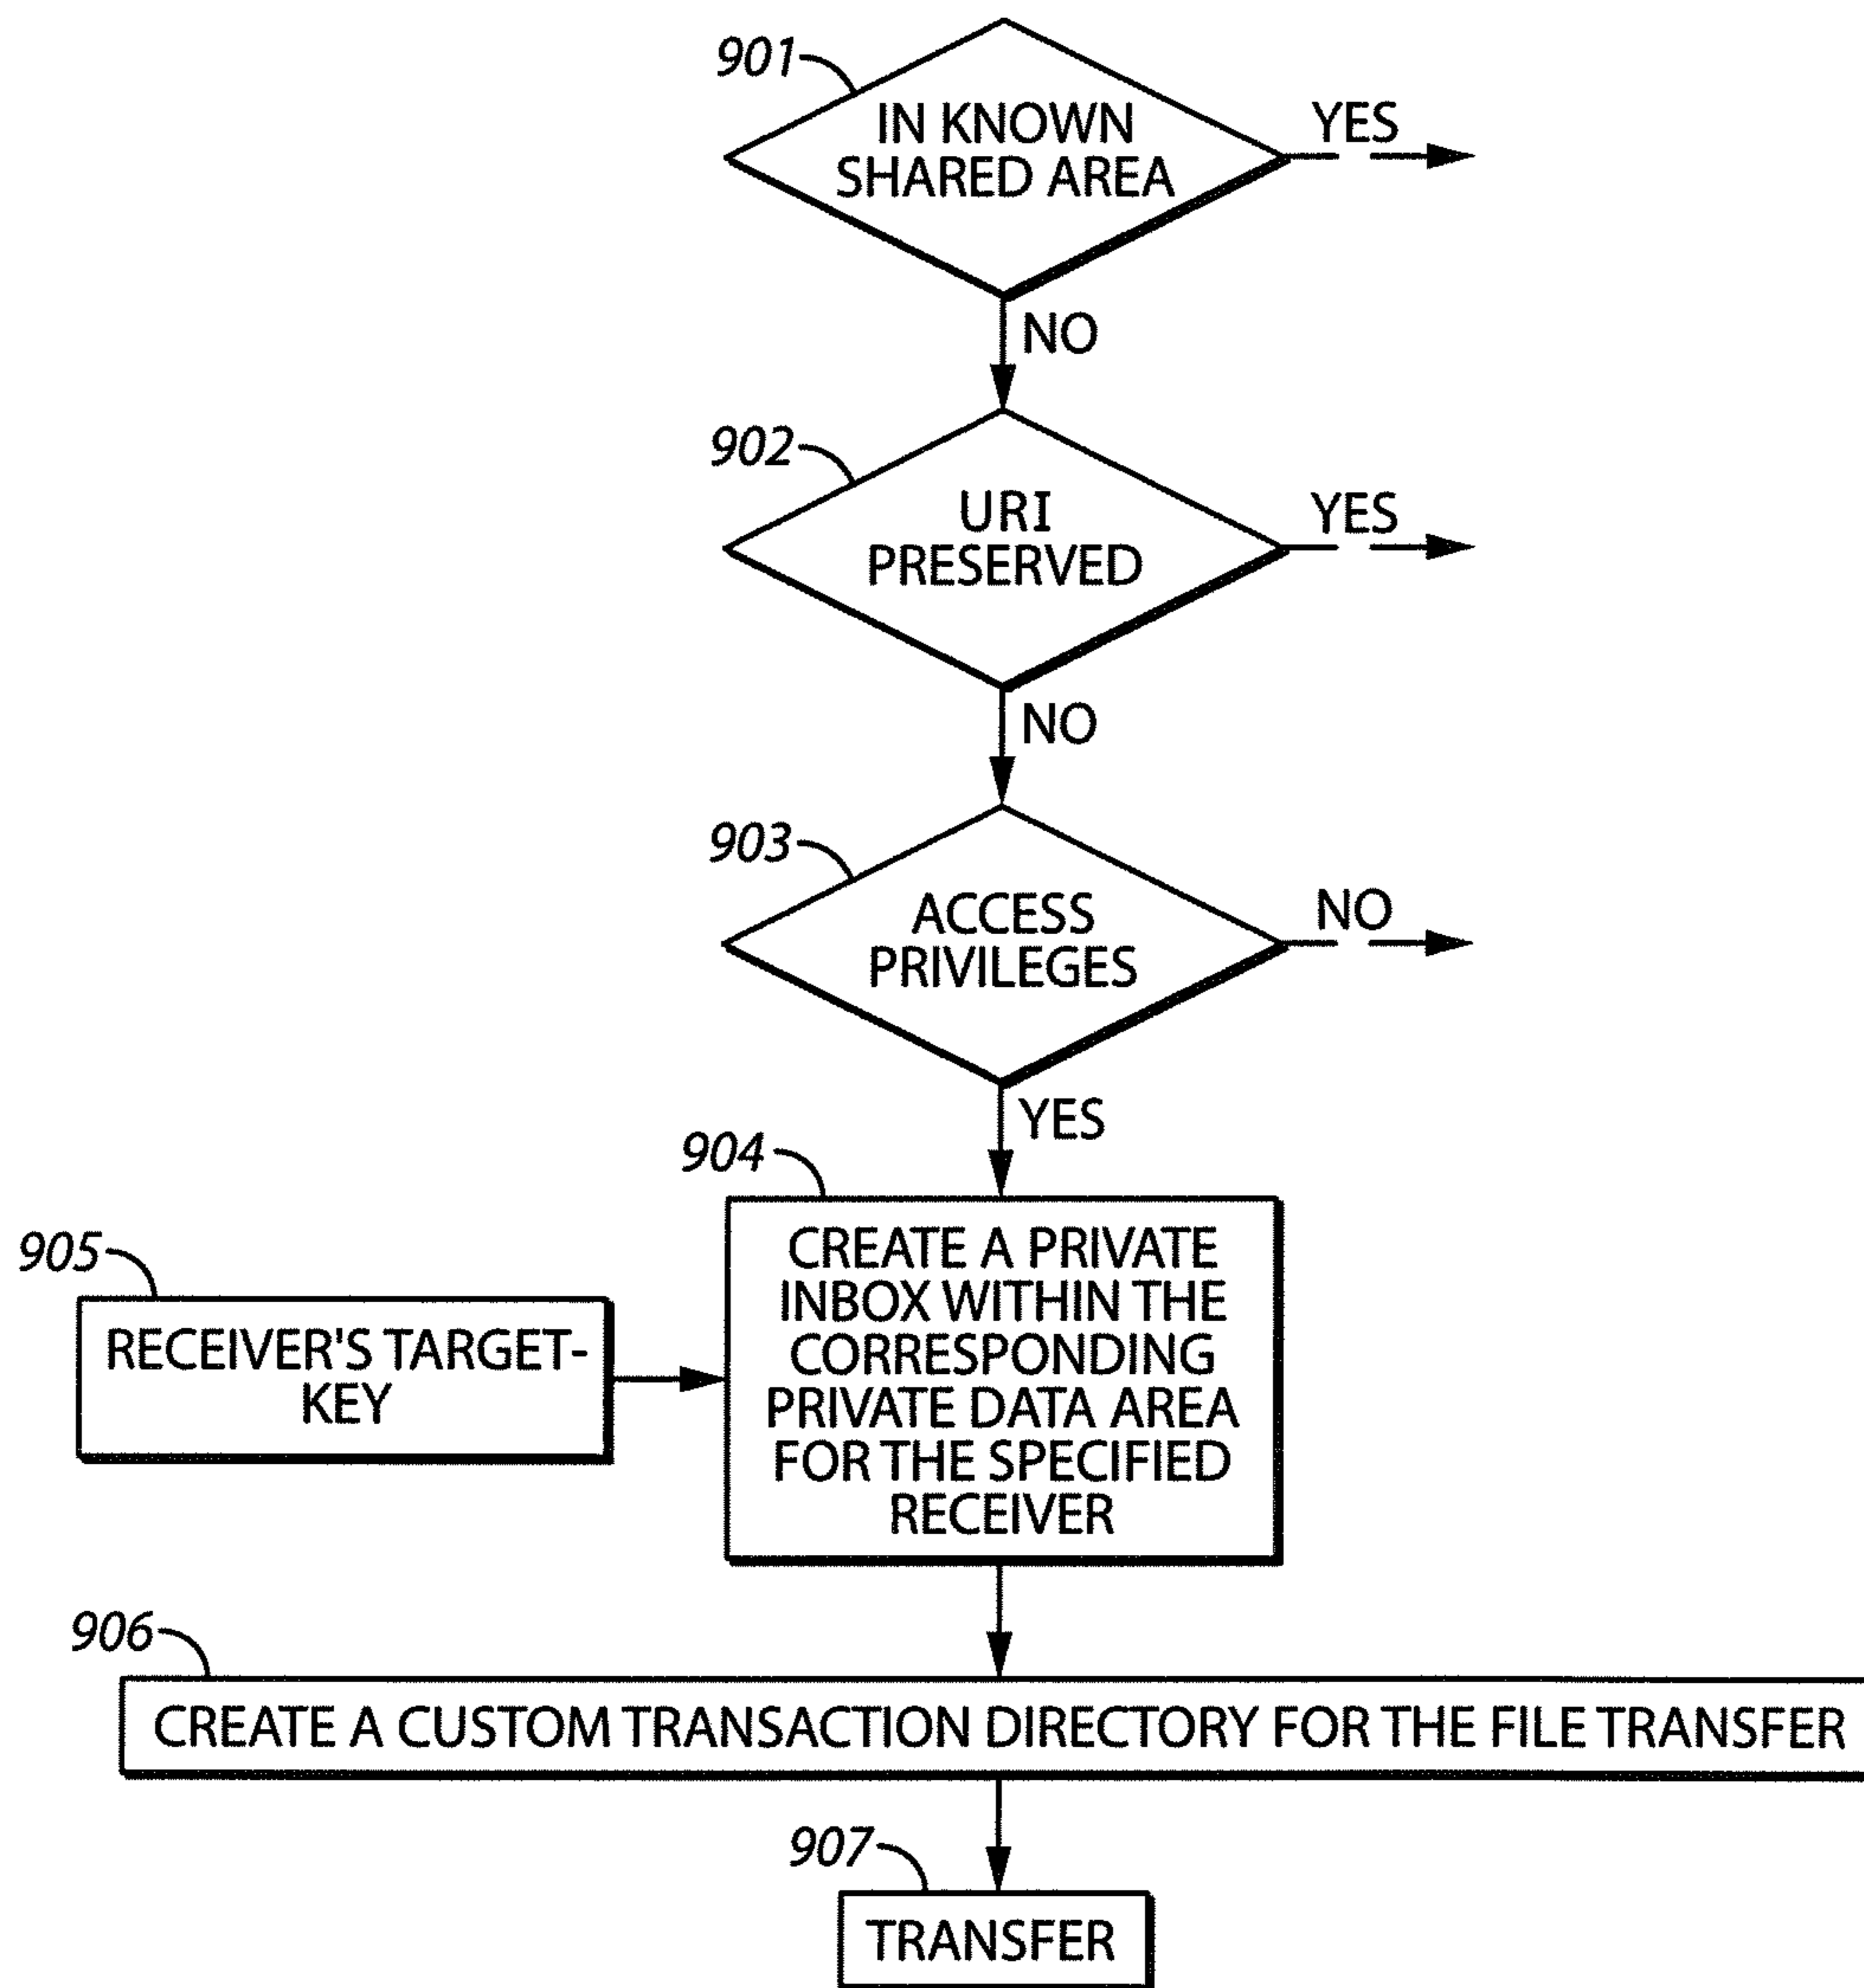 901
IN KNOWN
SHARED AREA
YES
NO
902
URI
PRESERVED
YES
NO
903
ACCESS
PRIVILEGES
NO
YES
904
CREATE A PRIVATE
INBOX WITHIN THE
CORRESPONDING
PRIVATE DATA AREA
FOR THE SPECIFIED
RECEIVER
905
RECEIVER'S TARGET-
KEY
906
CREATE A CUSTOM TRANSACTION DIRECTORY FOR THE FILE TRANSFER
907
TRANSFER